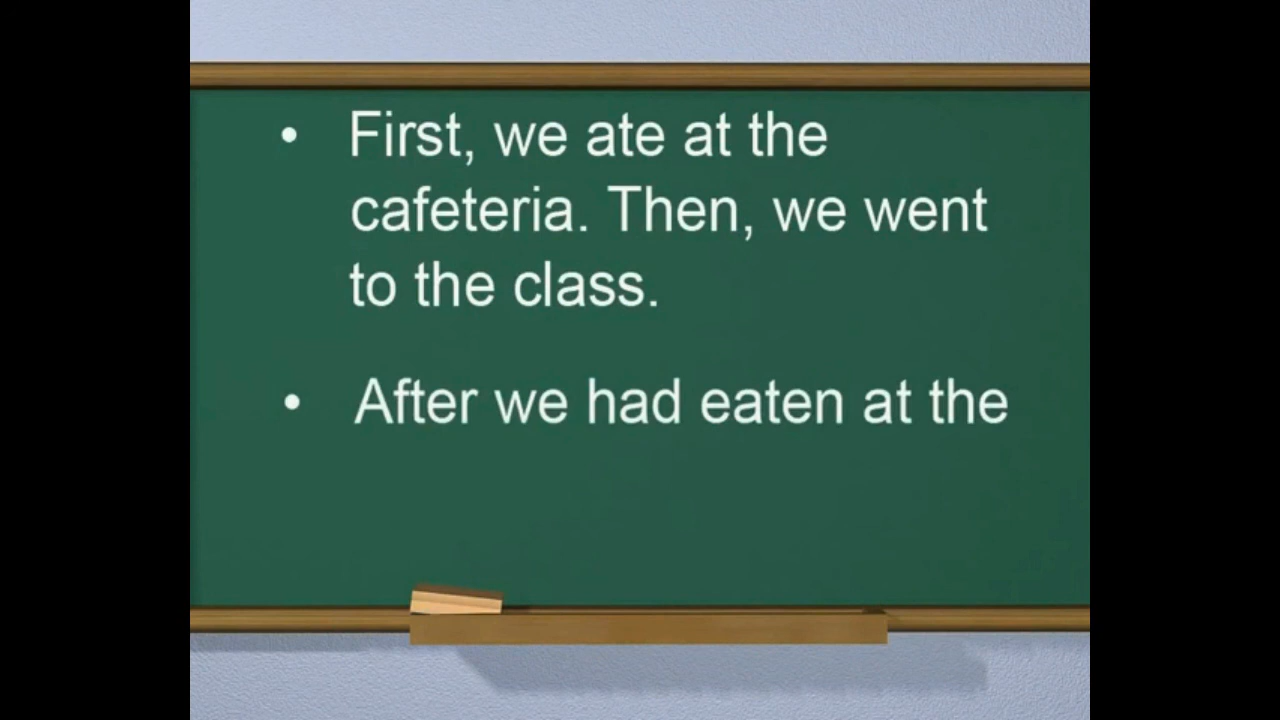 • First, we ate at the
cafeteria. Then, we went
to the class.
• After we had eaten at the